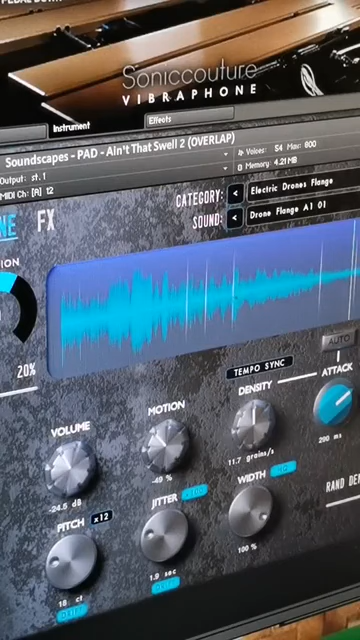 Soniccouture
VIBRAPHONE
Instrument
Effects
Soundscapes - PAD - Ain't That Swell 2 (OVERLAP)
Output: st. 1
Voices: 54 Max: 800
MIDI Ch: [A] 12
Memory: 4.21 MB
FX
CATEGORY: < Electric Drones Flange
SOUND: < Drone Flange A1 01
20%
AUTO
TEMPO SYNC
VOLUME
MOTION
DENSITY
ATTACK
-24.6 dB
-49 %
11.7 grains/s
290 ms
PITCH x12
JITTER
WIDTH
RAND DE
18 ct
1.9 sec
100 %